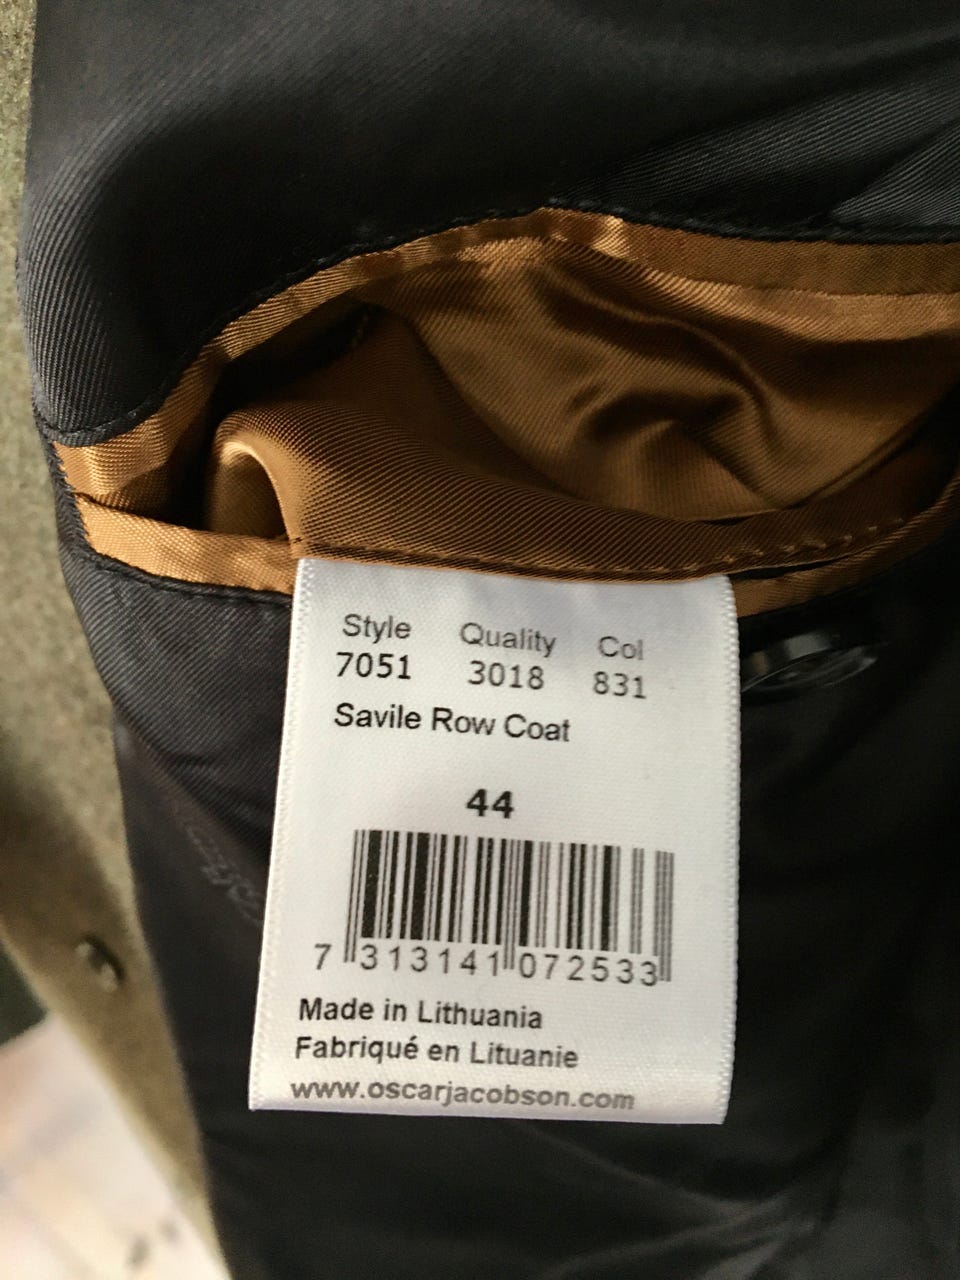 Style Quality Col
7051 3018 831
Savile Row Coat
44
7 313141 072533
Made in Lithuania
Fabriqué en Lituanie
www.oscarjacobson.com